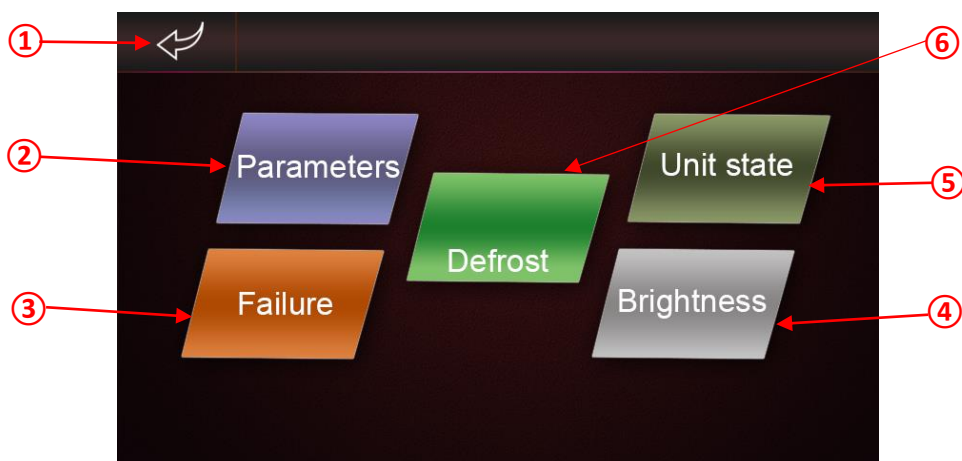 ①
⑥
②
Parameters
Unit state
⑤
Defrost
③
Failure
Brightness
④